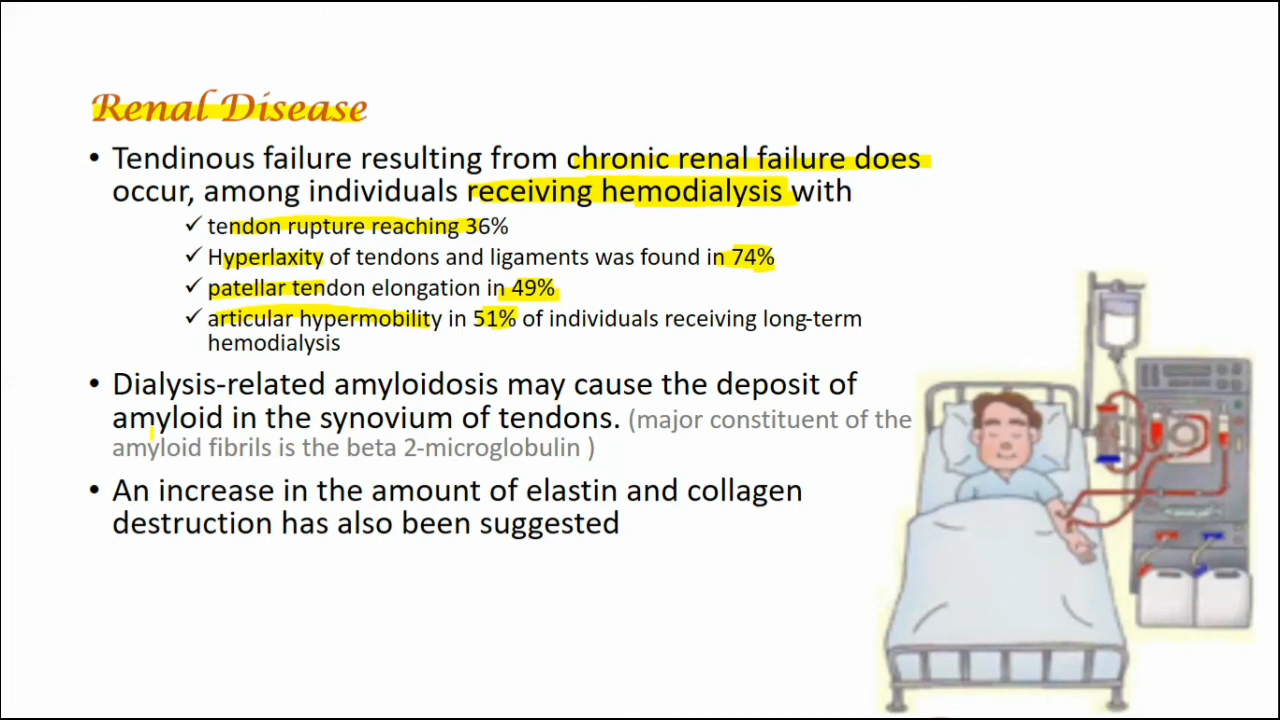 Renal Disease
• Tendinous failure resulting from chronic renal failure does
occur, among individuals receiving hemodialysis with
✓ tendon rupture reaching 36%
✓ Hyperlaxity of tendons and ligaments was found in 74%
✓ patellar tendon elongation in 49%
✓ articular hypermobility in 51% of individuals receiving long-term
hemodialysis
• Dialysis-related amyloidosis may cause the deposit of
amyloid in the synovium of tendons. (major constituent of the
amyloid fibrils is the beta 2-microglobulin )
• An increase in the amount of elastin and collagen
destruction has also been suggested